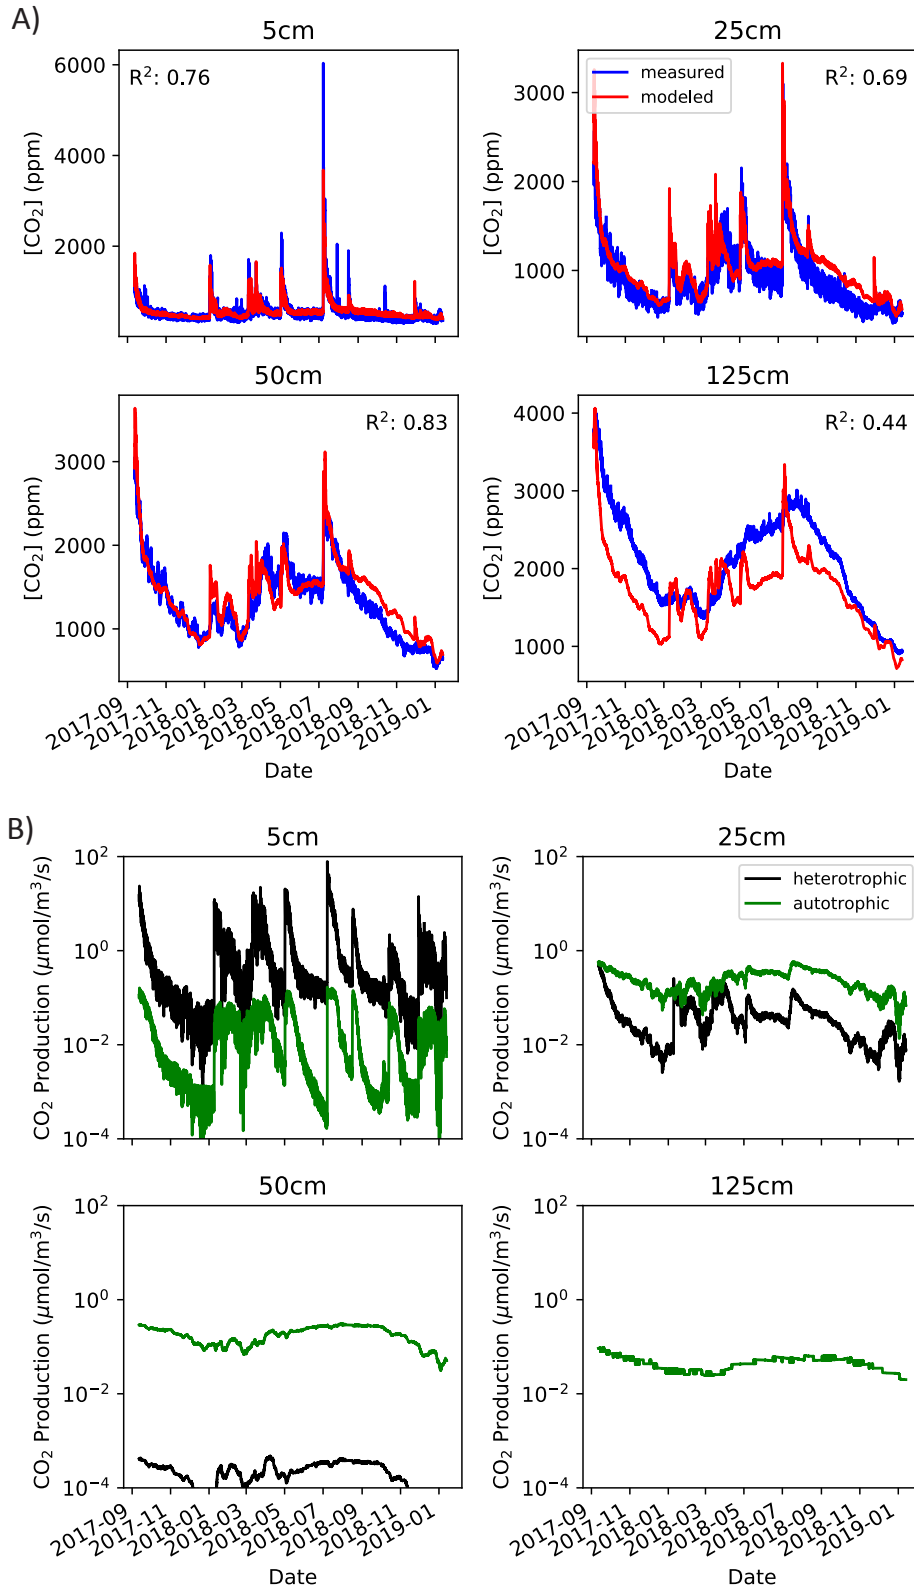 A)
5cm
25cm
[CO₂] (ppm)
6000
4000
2000
R²: 0.76
[CO₂] (ppm)
3000
2000
1000
measured
modeled
R²: 0.69
50cm
125cm
[CO₂] (ppm)
3000
2000
1000
R²: 0.83
[CO₂] (ppm)
4000
3000
2000
1000
R²: 0.44
2017-09
2017-11
2018-01
2018-03
2018-05
2018-07
2018-09
2018-11
2019-01
2017-09
2017-11
2018-01
2018-03
2018-05
2018-07
2018-09
2018-11
2019-01
Date
Date
B)
5cm
25cm
CO₂ Production (μmol/m³/s)
10²
10⁰
10⁻²
10⁻⁴
CO₂ Production (μmol/m³/s)
10²
10⁰
10⁻²
10⁻⁴
heterotrophic
autotrophic
50cm
125cm
CO₂ Production (μmol/m³/s)
10²
10⁰
10⁻²
10⁻⁴
CO₂ Production (μmol/m³/s)
10²
10⁰
10⁻²
10⁻⁴
2017-09
2017-11
2018-01
2018-03
2018-05
2018-07
2018-09
2018-11
2019-01
2017-09
2017-11
2018-01
2018-03
2018-05
2018-07
2018-09
2018-11
2019-01
Date
Date